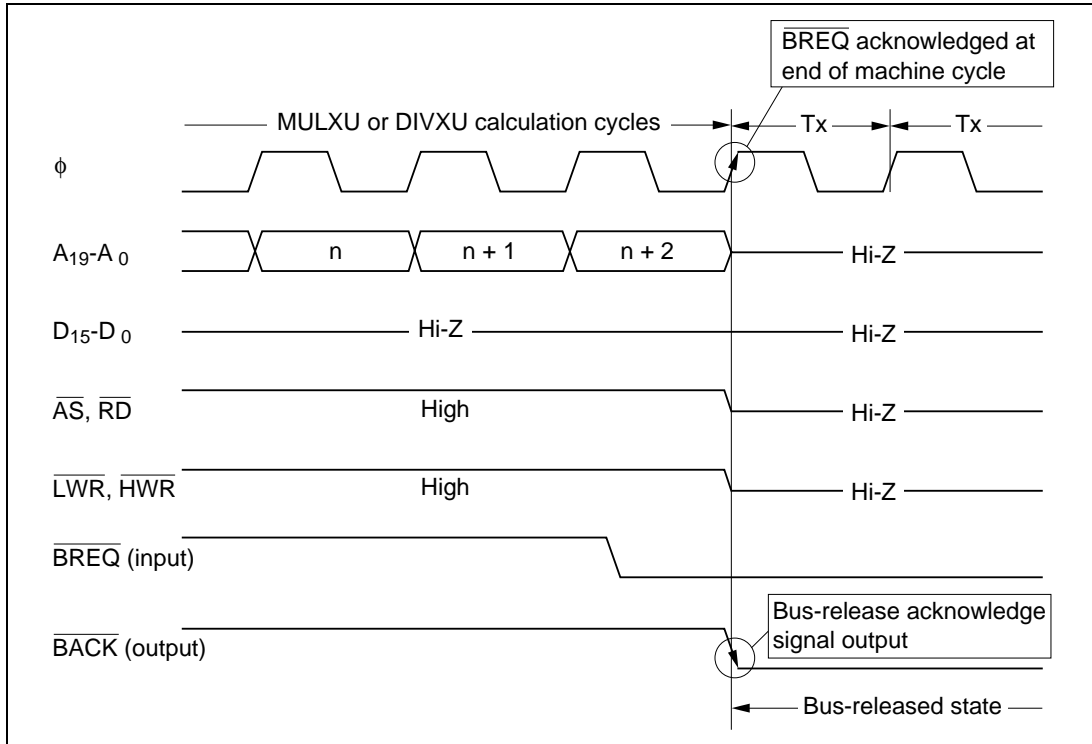 BREQ acknowledged at
end of machine cycle
MULXU or DIVXU calculation cycles
Tx
Tx
ϕ
A19-A 0
n
n + 1
n + 2
Hi-Z
D15-D 0
Hi-Z
Hi-Z
AS, RD
High
Hi-Z
LWR, HWR
High
Hi-Z
BREQ (input)
Bus-release acknowledge
signal output
BACK (output)
Bus-released state